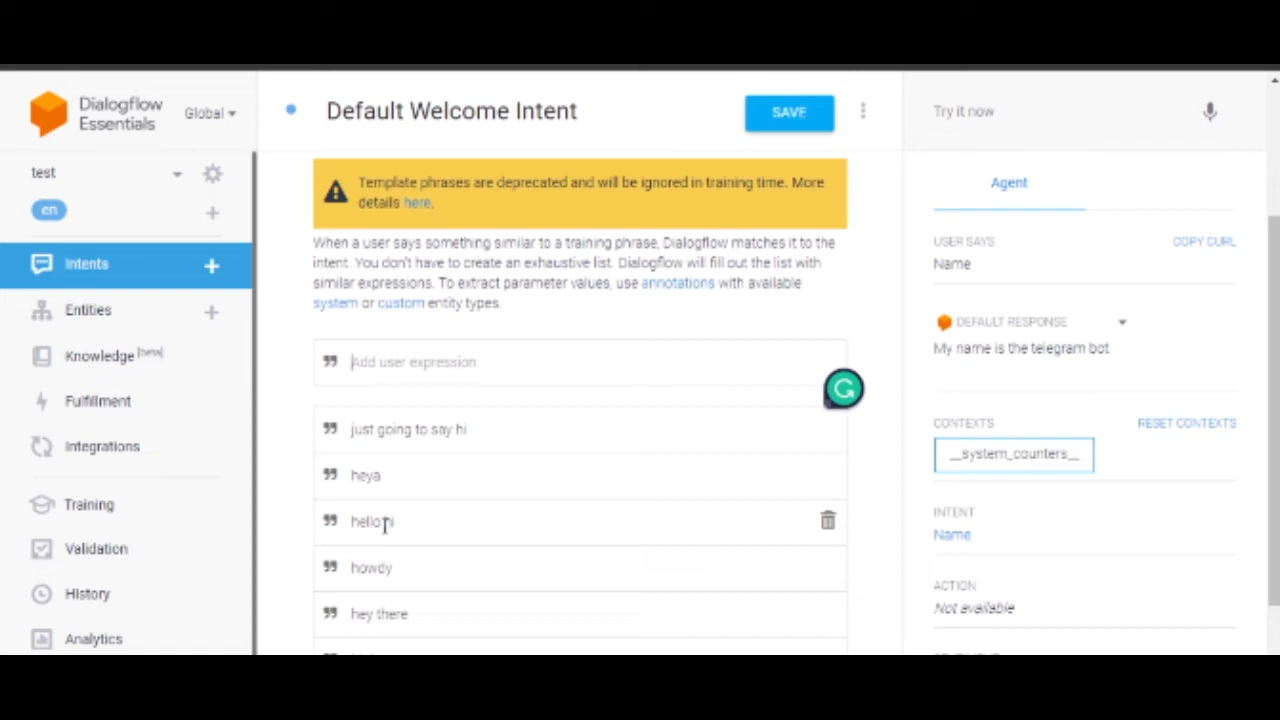 Dialogflow
Essentials
Global
test
en
Intents
Entities
Knowledge [beta]
Fulfillment
Integrations
Training
Validation
History
Analytics
Default Welcome Intent
SAVE
Template phrases are deprecated and will be ignored in training time. More
details here.
When a user says something similar to a training phrase, Dialogflow matches it to the
intent. You don't have to create an exhaustive list. Dialogflow will fill out the list with
similar expressions. To extract parameter values, use annotations with available
system or custom entity types.
Add user expression
just going to say hi
heya
hello hi
howdy
hey there
Try it now
Agent
USER SAYS
COPY CURL
Name
DEFAULT RESPONSE
My name is the telegram bot
CONTEXTS
RESET CONTEXTS
__system_counters__
INTENT
Name
ACTION
Not available